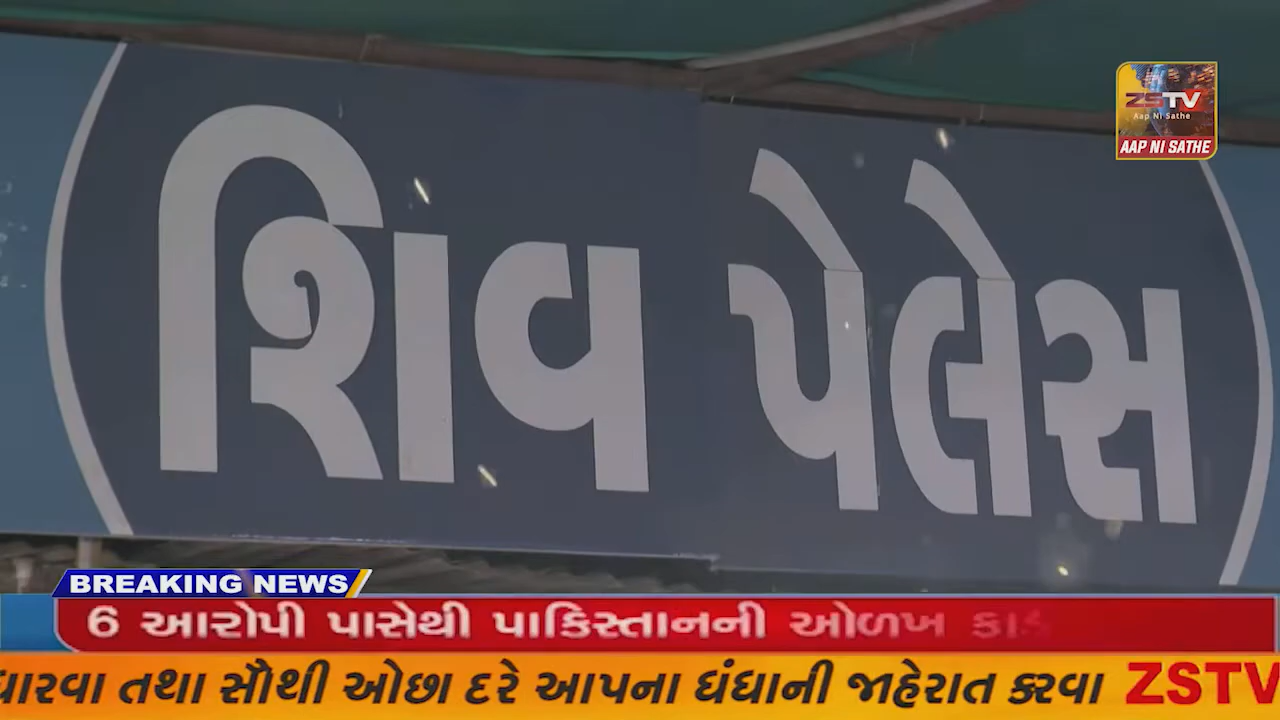 ZSTV
Aap Ni Sathe
AAP NI SATHE
શિવ પેલેસ
BREAKING NEWS
6 આરોપી પાસેથી પાકિસ્તાનની ઓળખ
ધારવા તથા સૌથી ઓછા દરે આપના ધંધાની જાહેરાત કરવા ZSTV